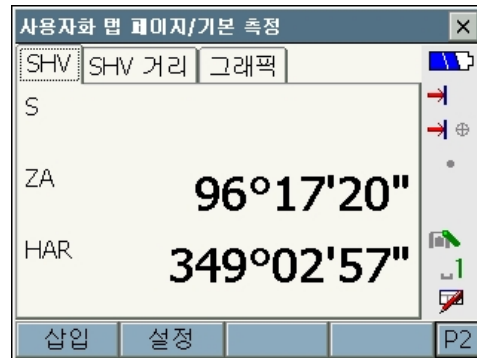 사용자화 맵 페이지/기본 측정
SHV SHV 거리 그래픽
S
ZA 96°17'20"
HAR 349°02'57"
1
삽입 설정 P2